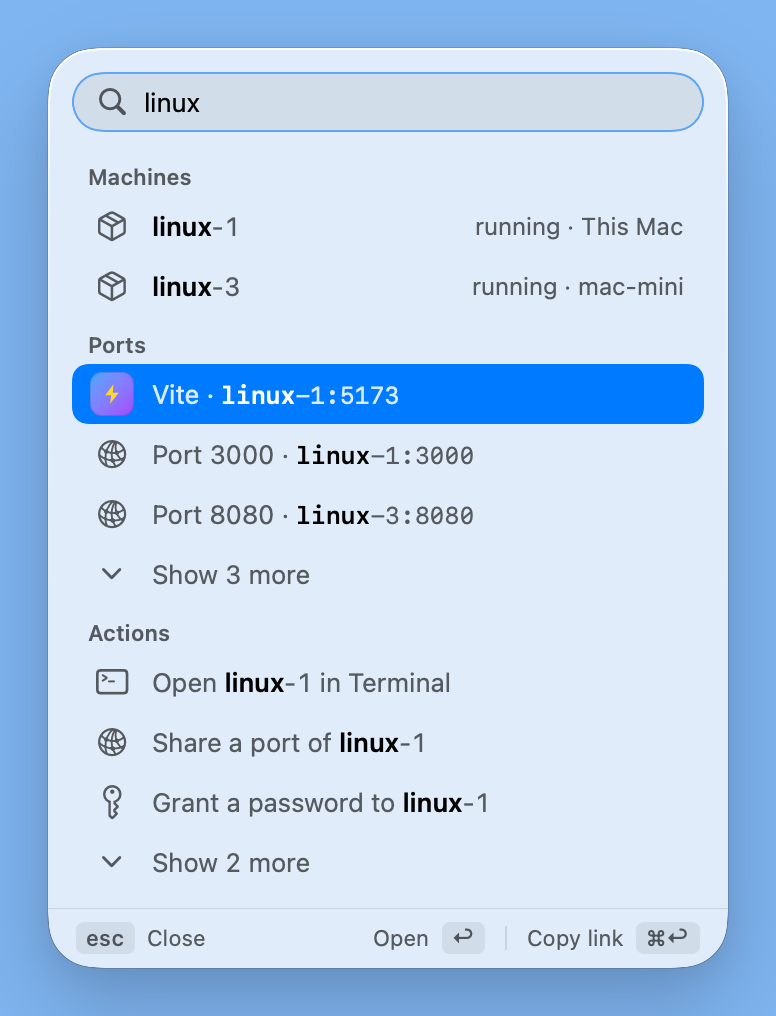 linux
Machines
linux-1 running · This Mac
linux-3 running · mac-mini
Ports
Vite · linux-1:5173
Port 3000 · linux-1:3000
Port 8080 · linux-3:8080
Show 3 more
Actions
Open linux-1 in Terminal
Share a port of linux-1
Grant a password to linux-1
Show 2 more
esc Close Open ↩ Copy link ⌘↩